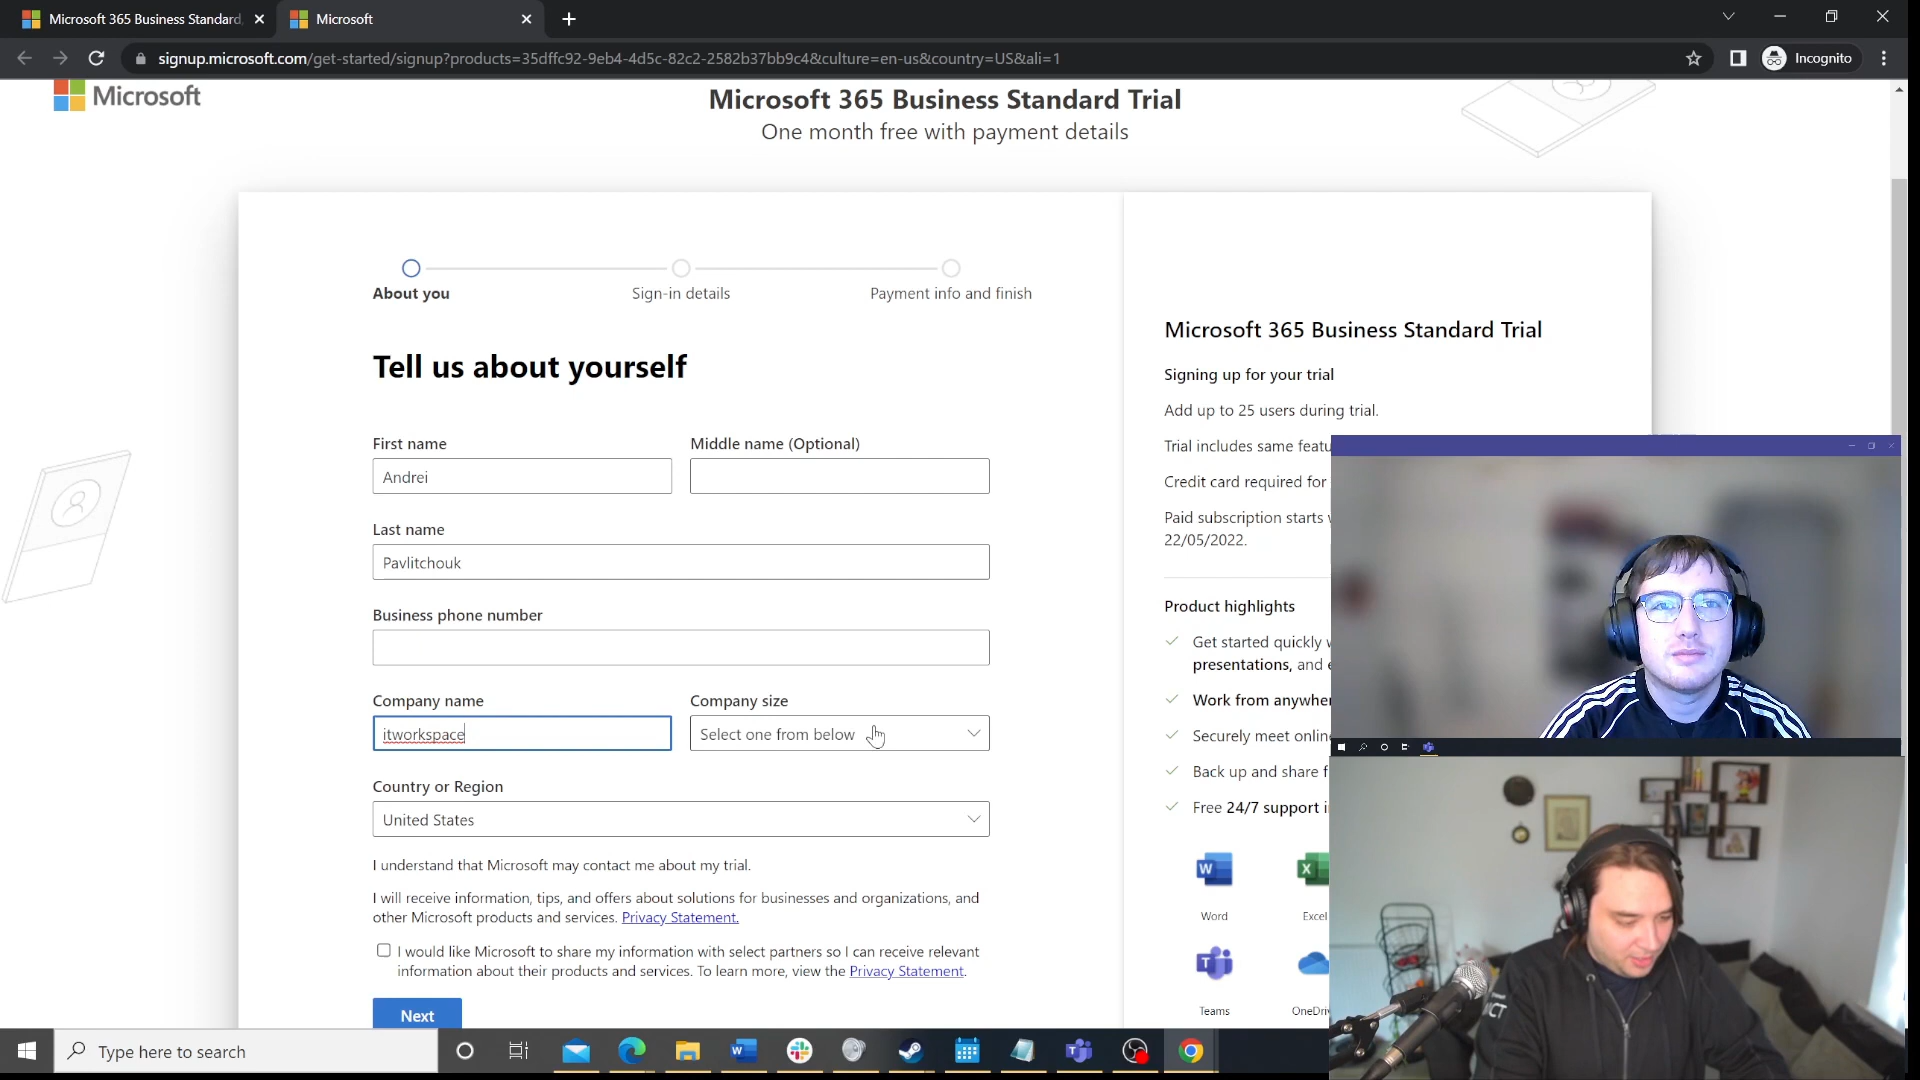 Microsoft 365 Business Standard
Microsoft
signup.microsoft.com/get-started/signup?products=35dffc92-9eb4-4d5c-82c2-2582b37bb9c4&culture=en-us&country=US&ali=1
Incognito
Microsoft
Microsoft 365 Business Standard Trial
One month free with payment details
About you
Sign-in details
Payment info and finish
Tell us about yourself
First name
Middle name (Optional)
Andrei
Last name
Pavlitchouk
Business phone number
Company name
Company size
itworkspace
Select one from below
Country or Region
United States
I understand that Microsoft may contact me about my trial.
I will receive information, tips, and offers about solutions for businesses and organizations, and
other Microsoft products and services. Privacy Statement.
I would like Microsoft to share my information with select partners so I can receive relevant
information about their products and services. To learn more, view the Privacy Statement.
Next
Microsoft 365 Business Standard Trial
Signing up for your trial
Add up to 25 users during trial.
Trial includes same featu
Credit card required for
Paid subscription starts
22/05/2022.
Product highlights
Get started quickly
presentations, and
Work from anywher
Securely meet onlin
Back up and share f
Free 24/7 support i
Word
Excel
Teams
OneDri
Type here to search